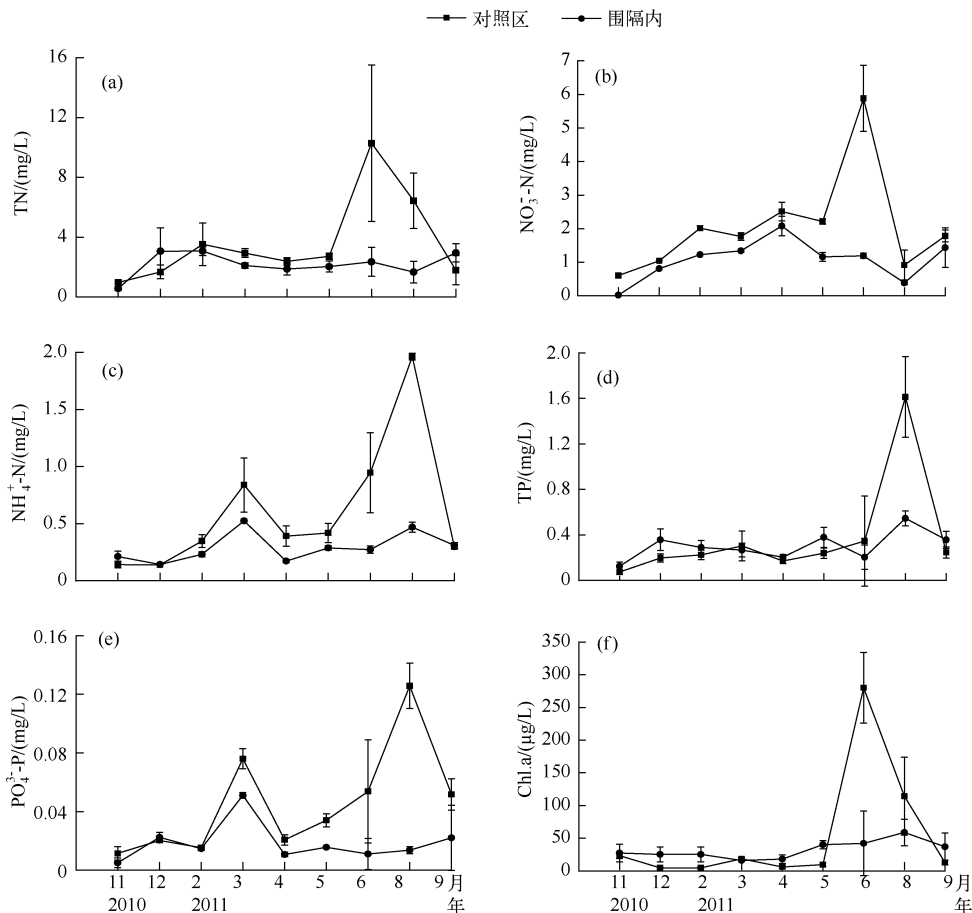 对照区 围隔内
(a)
TN/(mg/L)
16
12
8
4
0
(b)
NO₃⁻-N/(mg/L)
7
6
5
4
3
2
1
0
(c)
NH₄⁺-N/(mg/L)
2.0
1.5
1.0
0.5
0
(d)
TP/(mg/L)
2.0
1.6
1.2
0.8
0.4
0
(e)
PO₄³⁻-P/(mg/L)
0.16
0.12
0.08
0.04
0
11 12 2 3 4 5 6 8 9 月
2010 2011 年
(f)
Chl.a/(μg/L)
350
300
250
200
150
100
50
0
11 12 2 3 4 5 6 8 9 月
2010 2011 年